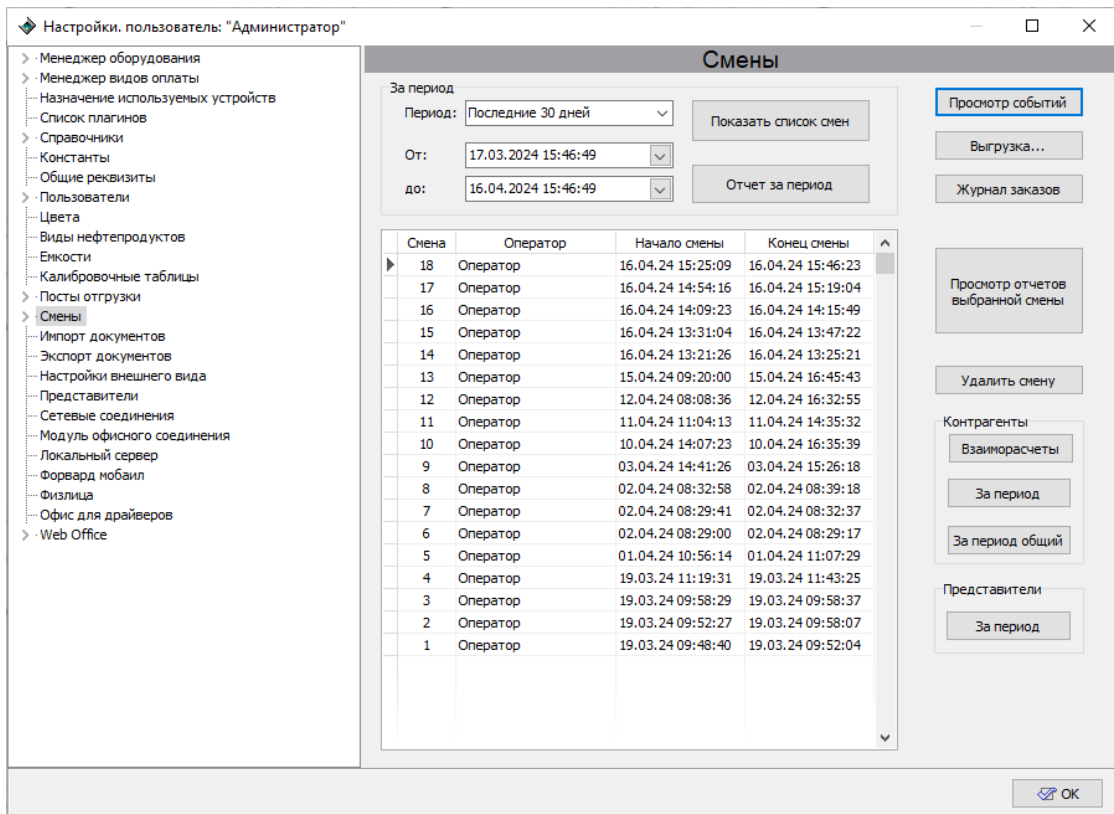 Настройки. пользователь: "Администратор"
Менеджер оборудования
Менеджер видов оплаты
Назначение используемых устройств
Список плагинов
Справочники
Константы
Общие реквизиты
Пользователи
Цвета
Виды нефтепродуктов
Емкости
Калибровочные таблицы
Посты отгрузки
Смены
Импорт документов
Экспорт документов
Настройки внешнего вида
Представители
Сетевые соединения
Модуль офисного соединения
Локальный сервер
Форвард мобаил
Физлица
Офис для драйверов
Web Office
Смены
За период
Период: Последние 30 дней
Показать список смен
От: 17.03.2024 15:46:49
до: 16.04.2024 15:46:49
Отчет за период
Смена Оператор Начало смены Конец смены
18 Оператор 16.04.24 15:25:09 16.04.24 15:46:23
17 Оператор 16.04.24 14:54:16 16.04.24 15:19:04
16 Оператор 16.04.24 14:09:23 16.04.24 14:15:49
15 Оператор 16.04.24 13:31:04 16.04.24 13:47:22
14 Оператор 16.04.24 13:21:26 16.04.24 13:25:21
13 Оператор 15.04.24 09:20:00 15.04.24 16:45:43
12 Оператор 12.04.24 08:08:36 12.04.24 16:32:55
11 Оператор 11.04.24 11:04:13 11.04.24 14:35:32
10 Оператор 10.04.24 14:07:23 10.04.24 16:35:39
9 Оператор 03.04.24 14:41:26 03.04.24 15:26:18
8 Оператор 02.04.24 08:32:58 02.04.24 08:39:18
7 Оператор 02.04.24 08:29:41 02.04.24 08:32:37
6 Оператор 02.04.24 08:29:00 02.04.24 08:29:17
5 Оператор 01.04.24 10:56:14 01.04.24 11:07:29
4 Оператор 19.03.24 11:19:31 19.03.24 11:43:25
3 Оператор 19.03.24 09:58:29 19.03.24 09:58:37
2 Оператор 19.03.24 09:52:27 19.03.24 09:58:07
1 Оператор 19.03.24 09:48:40 19.03.24 09:52:04
Просмотр событий
Выгрузка...
Журнал заказов
Просмотр отчетов
выбранной смены
Удалить смену
Контрагенты
Взаиморасчеты
За период
За период общий
Представители
За период
OK